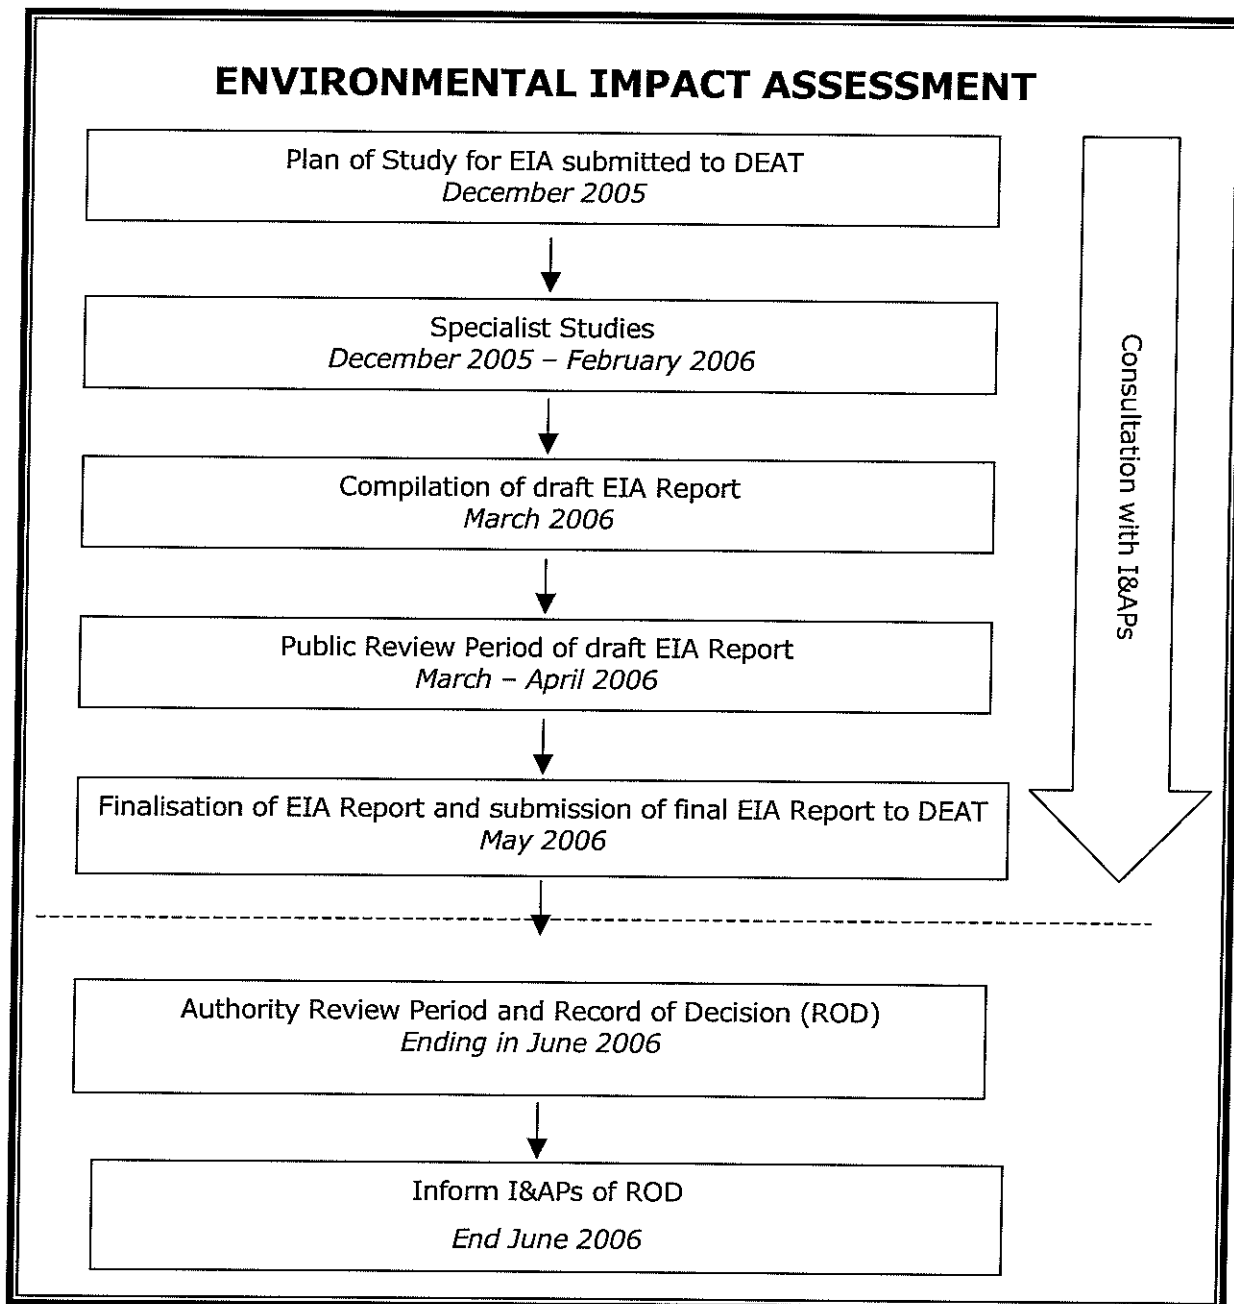 ENVIRONMENTAL IMPACT ASSESSMENT
Plan of Study for EIA submitted to DEAT
December 2005
Specialist Studies
December 2005 – February 2006
Compilation of draft EIA Report
March 2006
Public Review Period of draft EIA Report
March – April 2006
Finalisation of EIA Report and submission of final EIA Report to DEAT
May 2006
Consultation with I&APs
Authority Review Period and Record of Decision (ROD)
Ending in June 2006
Inform I&APs of ROD
End June 2006